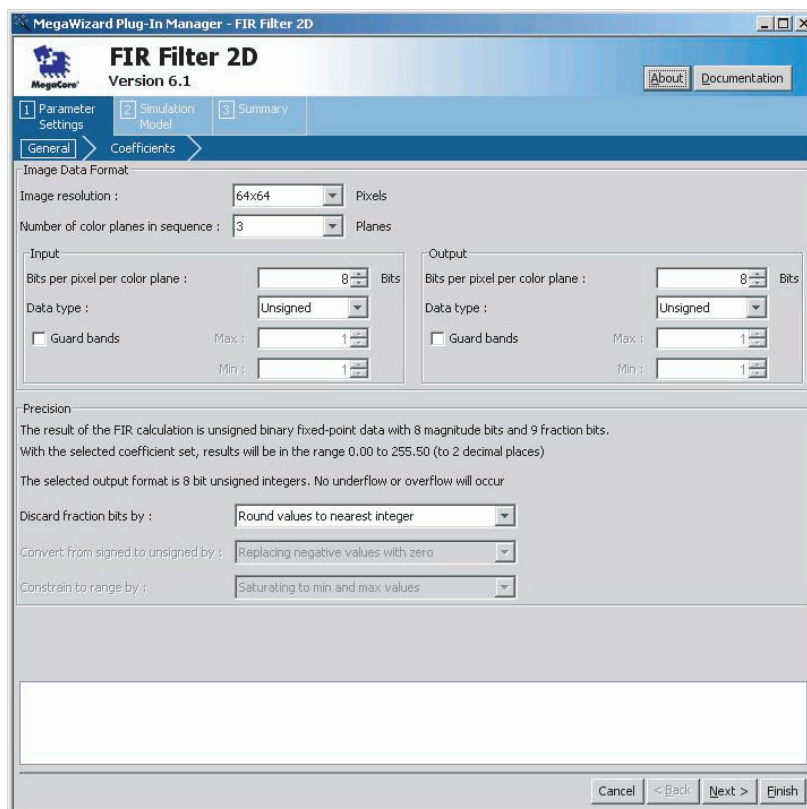 MegaWizard Plug-In Manager - FIR Filter 2D
MegaCore®
FIR Filter 2D
Version 6.1
About
Documentation
1 Parameter Settings
2 Simulation Model
3 Summary
General
Coefficients
Image Data Format
Image resolution : 64x64 Pixels
Number of color planes in sequence : 3 Planes
Input
Bits per pixel per color plane : 8 Bits
Data type : Unsigned
Guard bands Max : 1
Min : 1
Output
Bits per pixel per color plane : 8 Bits
Data type : Unsigned
Guard bands Max : 1
Min : 1
Precision
The result of the FIR calculation is unsigned binary fixed-point data with 8 magnitude bits and 9 fraction bits.
With the selected coefficient set, results will be in the range 0.00 to 255.50 (to 2 decimal places)
The selected output format is 8 bit unsigned integers. No underflow or overflow will occur
Discard fraction bits by : Round values to nearest integer
Convert from signed to unsigned by : Replacing negative values with zero
Constrain to range by : Saturating to min and max values
Cancel
< Back
Next >
Finish